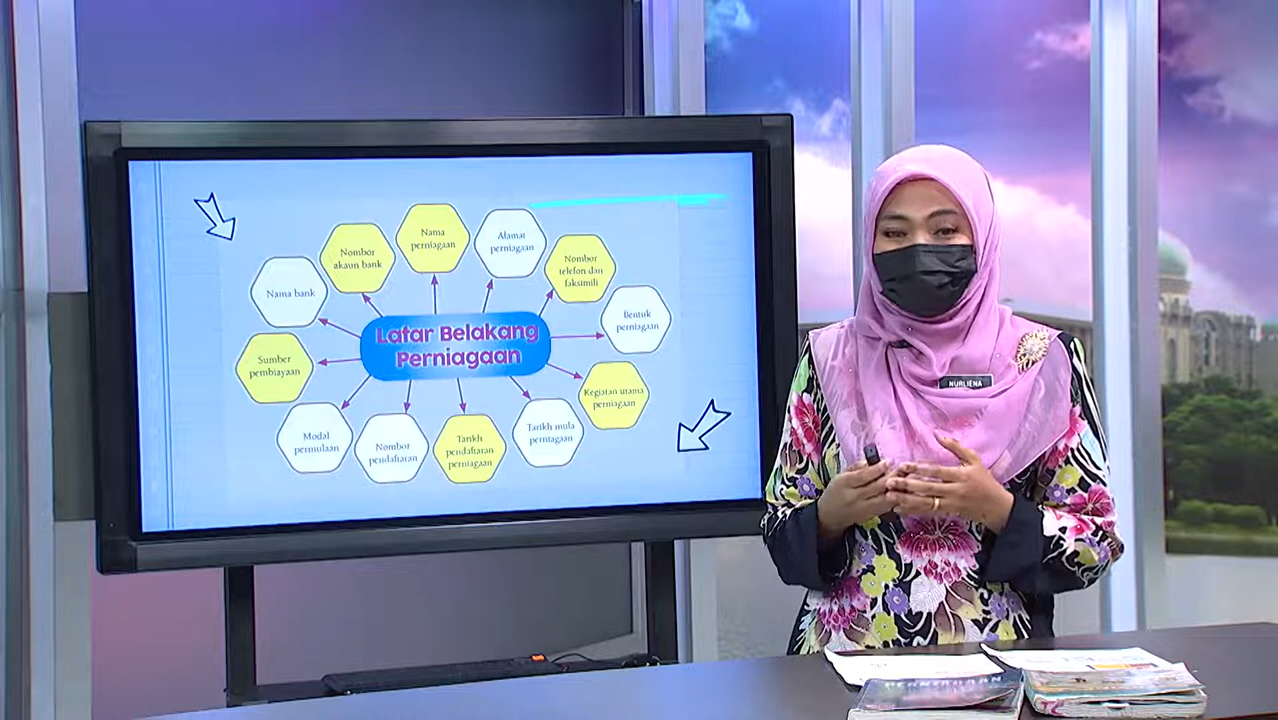 Nama
perniagaan
Alamat
perniagaan
Nombor
akaun bank
Nombor
telefon dan
faksimili
Nama bank
Bentuk
perniagaan
Latar Belakang
Perniagaan
Sumber
pembiayaan
Kegiatan utama
perniagaan
Modal
permulaan
Nombor
pendaftaran
Tarikh
pendaftaran
perniagaan
Tarikh mula
perniagaan
NURLIENA
PERNIAGAAN